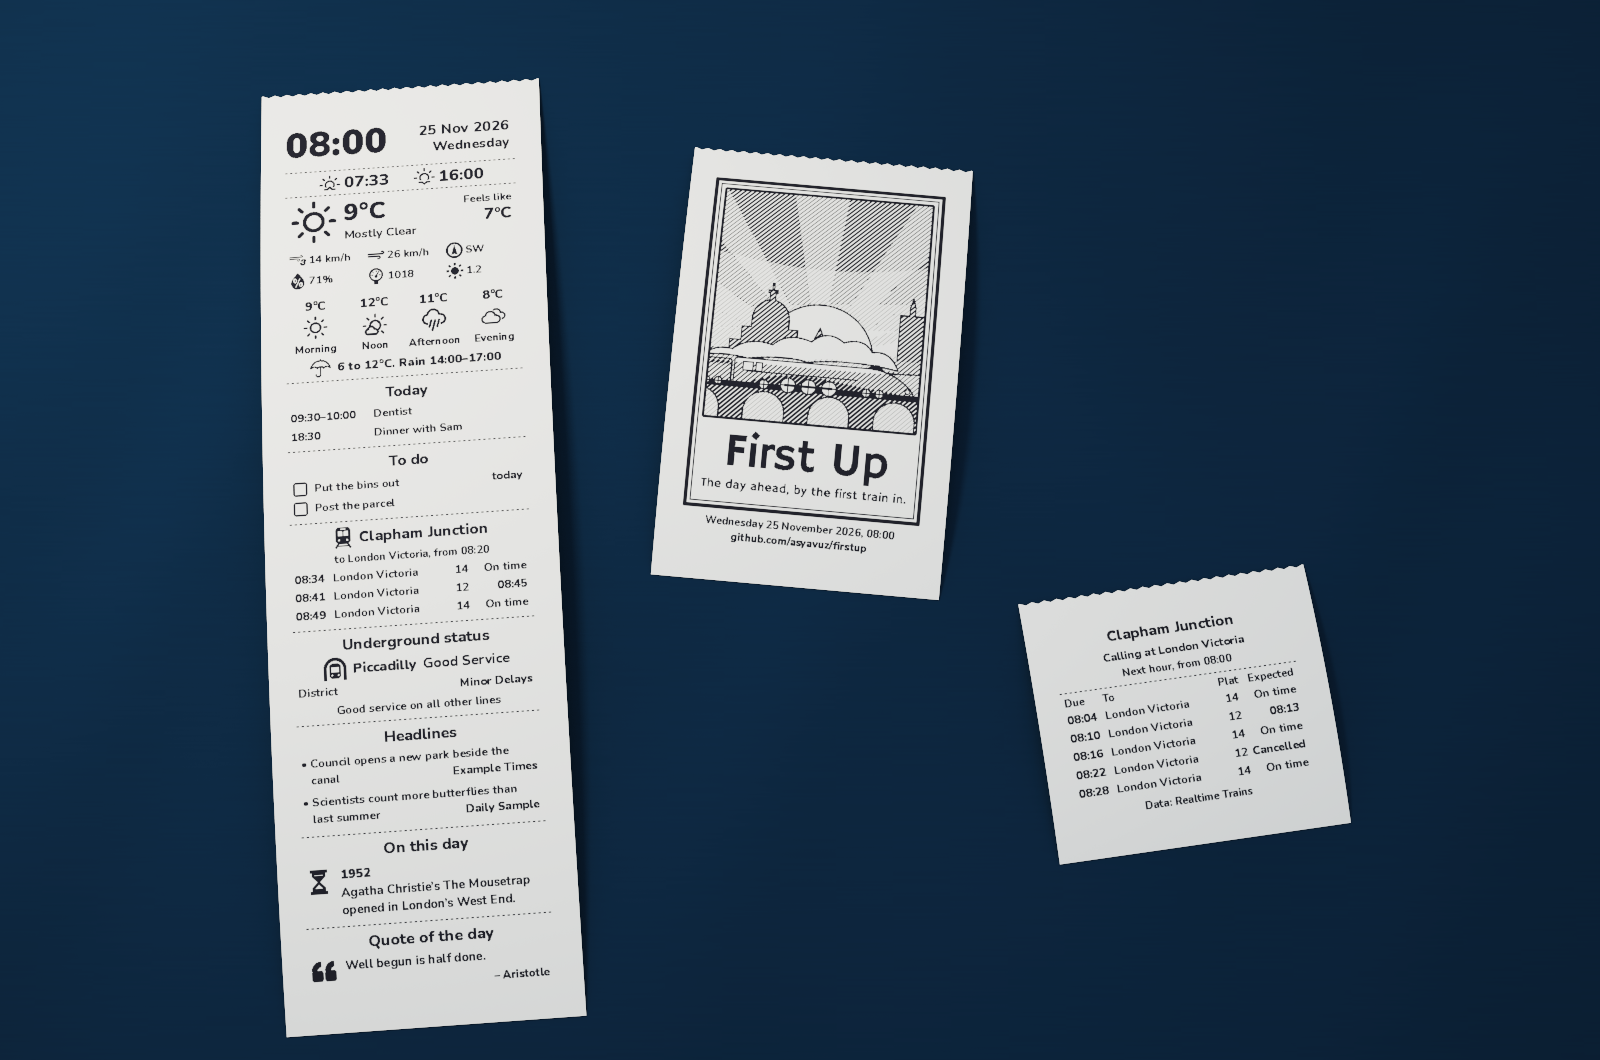 08:00
25 Nov 2026
Wednesday
07:33 16:00
9°C
Feels like
7°C
Mostly Clear
14 km/h 26 km/h SW
71% 1018 1.2
9°C 12°C 11°C 8°C
Morning Noon Afternoon Evening
6 to 12°C. Rain 14:00–17:00
Today
09:30–10:00 Dentist
18:30 Dinner with Sam
To do
Put the bins out today
Post the parcel
Clapham Junction
to London Victoria, from 08:20
08:34 London Victoria 14 On time
08:41 London Victoria 12 08:45
08:49 London Victoria 14 On time
Underground status
Piccadilly Good Service
District Minor Delays
Good service on all other lines
Headlines
• Council opens a new park beside the
canal Example Times
• Scientists count more butterflies than
last summer Daily Sample
On this day
1952
Agatha Christie's The Mousetrap
opened in London's West End.
Quote of the day
Well begun is half done.
– Aristotle
First Up
The day ahead, by the first train in.
Wednesday 25 November 2026, 08:00
github.com/asyavuz/firstup
Clapham Junction
Calling at London Victoria
Next hour, from 08:00
Due To Plat Expected
08:04 London Victoria 14 On time
08:10 London Victoria 12 08:13
08:16 London Victoria 14 On time
08:22 London Victoria 12 Cancelled
08:28 London Victoria 14 On time
Data: Realtime Trains